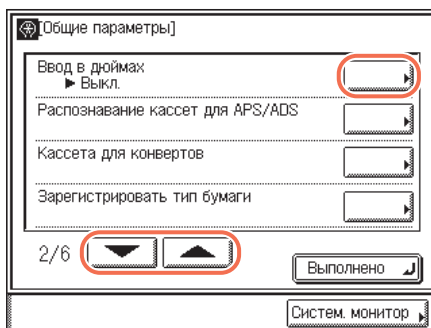 [Общие параметры]
Ввод в дюймах
► Выкл.
Распознавание кассет для APS/ADS
Кассета для конвертов
Зарегистрировать тип бумаги
2/6
Выполнено
Систем. монитор